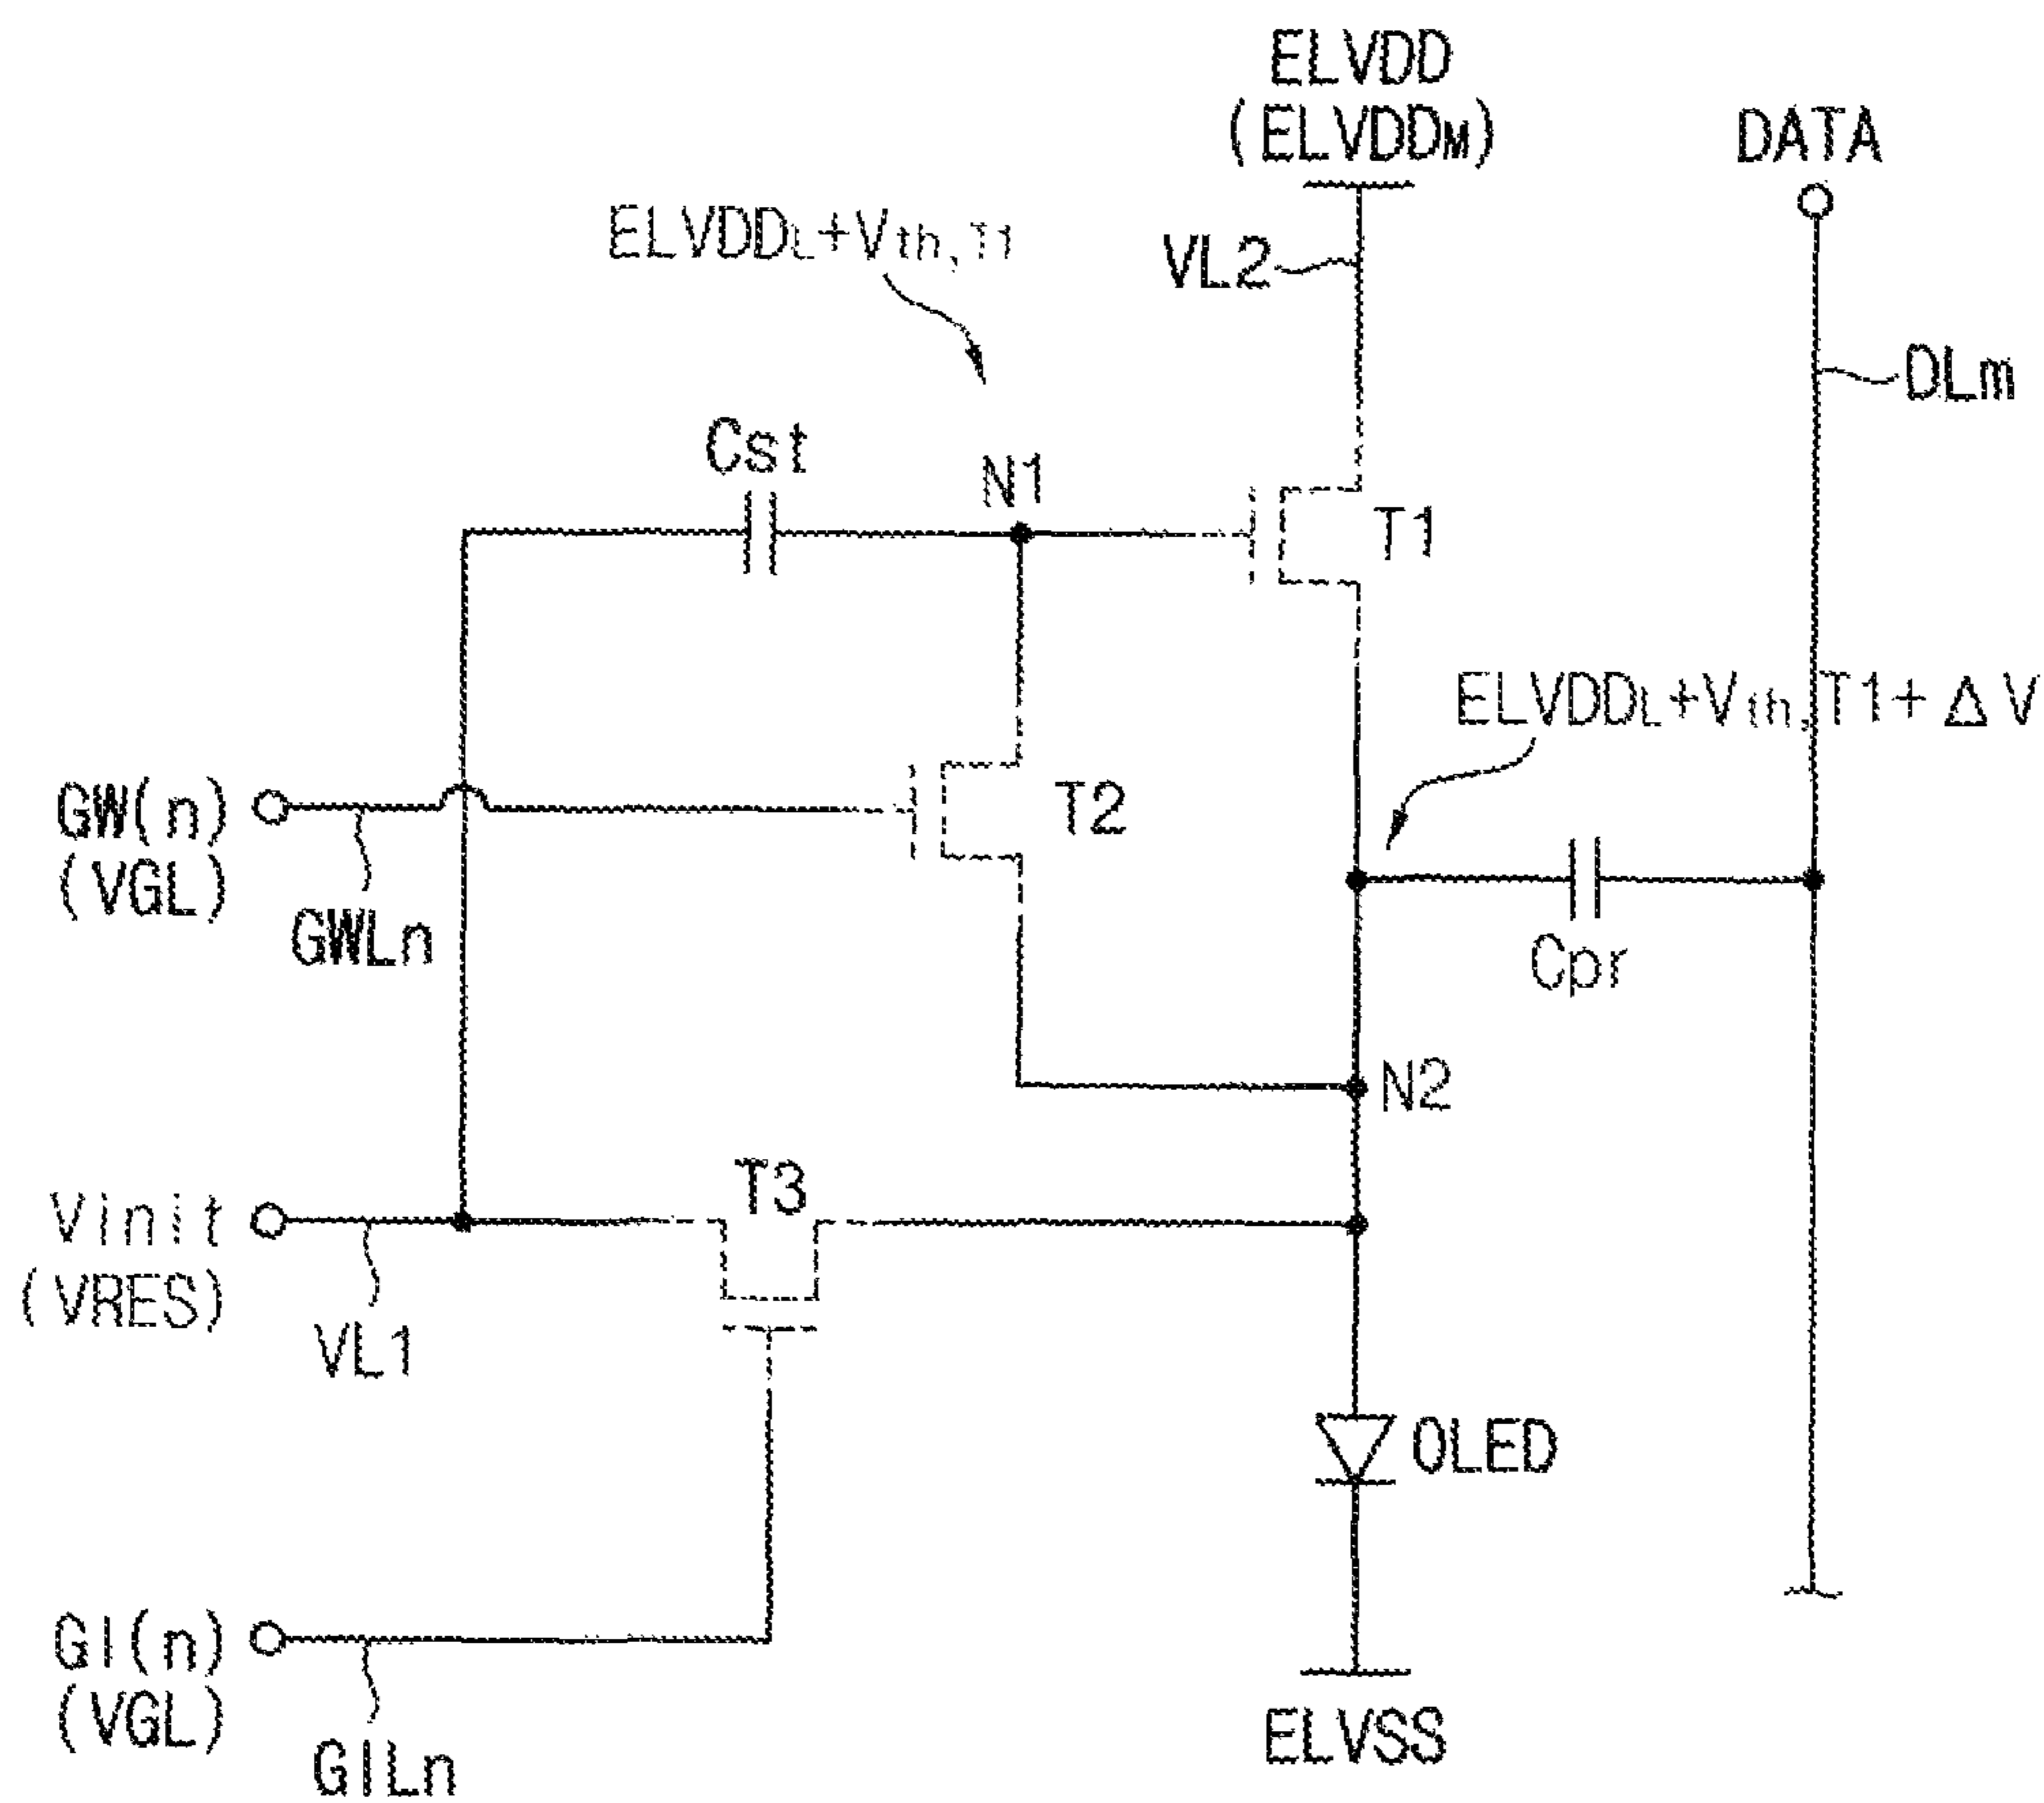 ELVDD
(ELVDDM)
DATA
ELVDDL+Vth,T1
VL2
DLm
Cst
N1
T1
ELVDDL+Vth,T1+ΔV
GW(n)
(VGL)
T2
GWLn
Cpr
N2
T3
Vinit
(VRES)
VL1
OLED
GI(n)
(VGL)
GILn
ELVSS